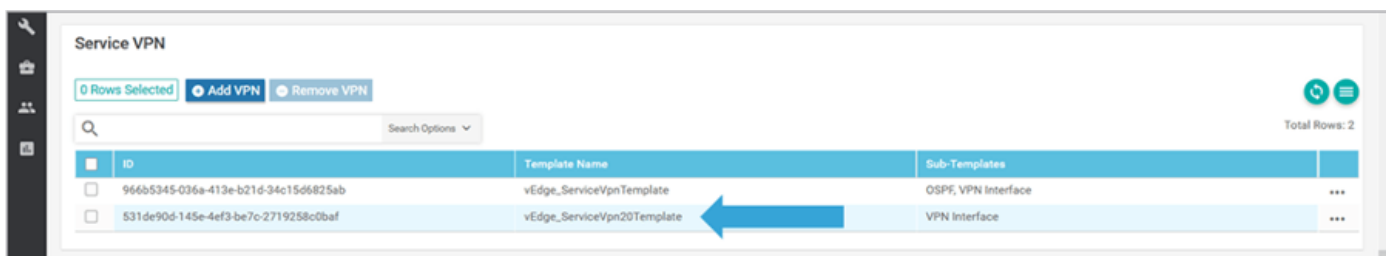 Service VPN
0 Rows Selected Add VPN Remove VPN
Search Options
Total Rows: 2
ID Template Name Sub-Templates
966b5345-036a-413e-b21d-34c15d6825ab vEdge_ServiceVpnTemplate OSPF, VPN Interface
531de90d-145e-4ef3-be7c-2719258c0baf vEdge_ServiceVpn20Template VPN Interface